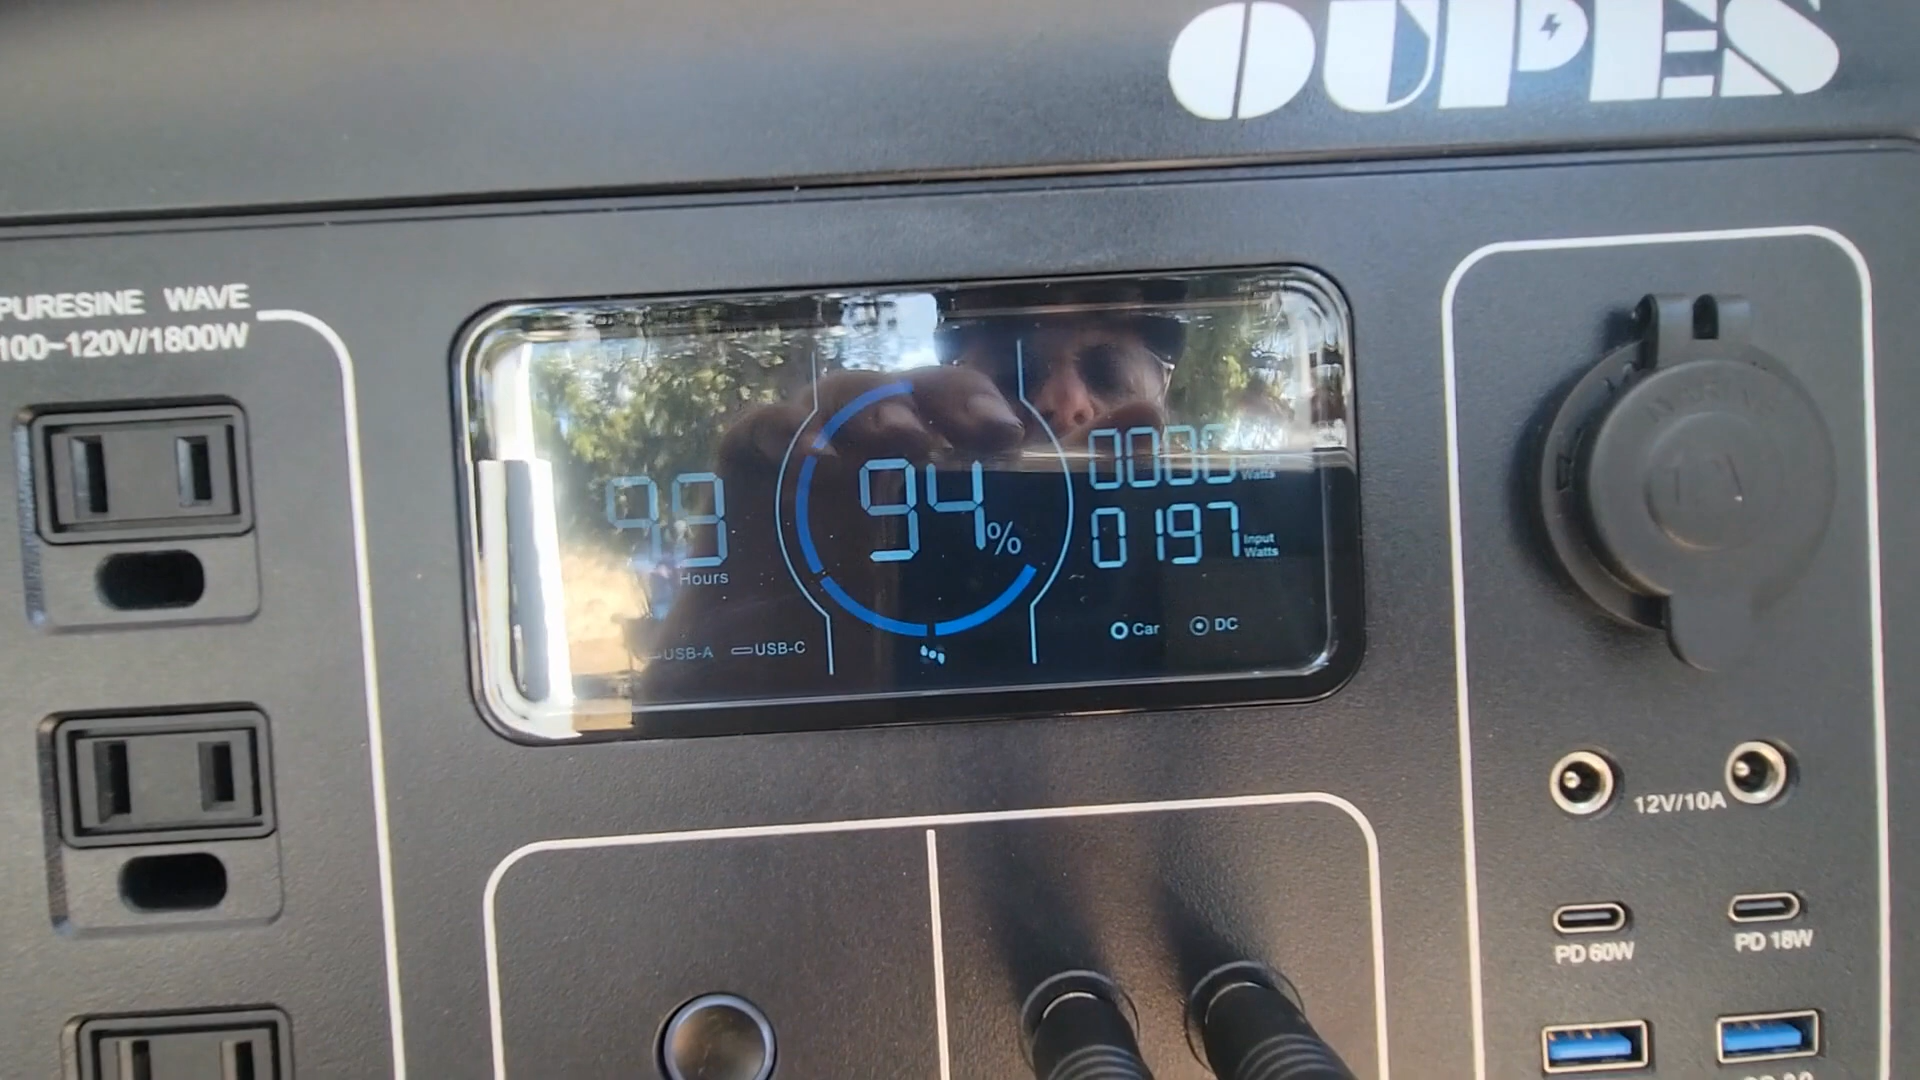 OUPES
PURESINE WAVE
100~120V/1800W
99
Hours
94%
0000
Watts
0197 Input Watts
USB-A USB-C
Car DC
12V/10A
PD 60W
PD 18W